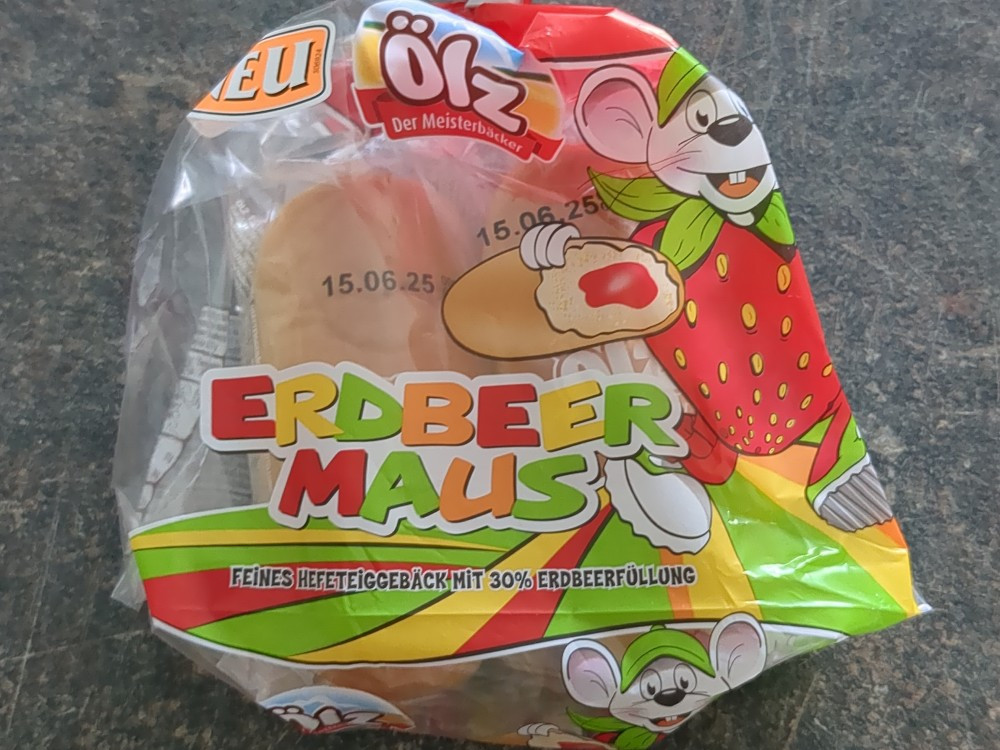 NEU
Ölz
Der Meisterbäcker
15.06.25
15.06.25
ERDBEER
MAUS
FEINES HEFETEIGGEBÄCK MIT 30% ERDBEERFÜLLUNG
Ölz